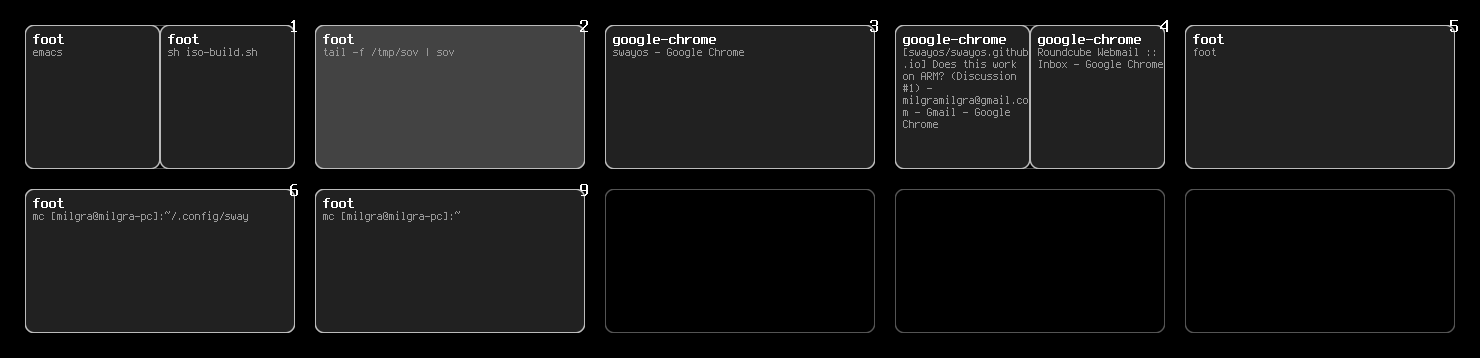 1
foot
emacs
foot
sh iso-build.sh
2
foot
tail -f /tmp/sov | sov
3
google-chrome
swayos - Google Chrome
4
google-chrome
[swayos/swayos.github
.io] Does this work
on ARM? (Discussion
#1) -
milgramilgra@gmail.co
m - Gmail - Google
Chrome
google-chrome
Roundcube Webmail ::
Inbox - Google Chrome
5
foot
foot
6
foot
mc [milgra@milgra-pc]:~/.config/sway
9
foot
mc [milgra@milgra-pc]:~